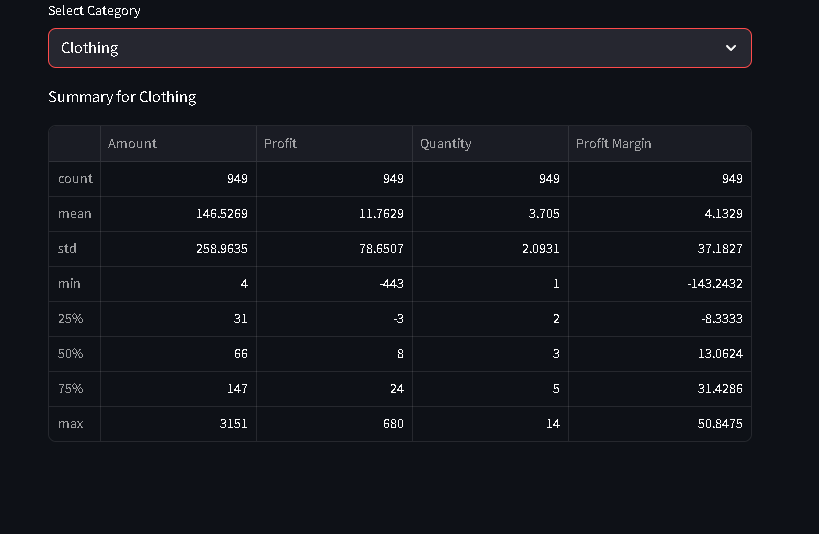 Select Category
Clothing
Summary for Clothing
Amount Profit Quantity Profit Margin
count 949 949 949 949
mean 146.5269 11.7629 3.705 4.1329
std 258.9635 78.6507 2.0931 37.1827
min 4 -443 1 -143.2432
25% 31 -3 2 -8.3333
50% 66 8 3 13.0624
75% 147 24 5 31.4286
max 3151 680 14 50.8475